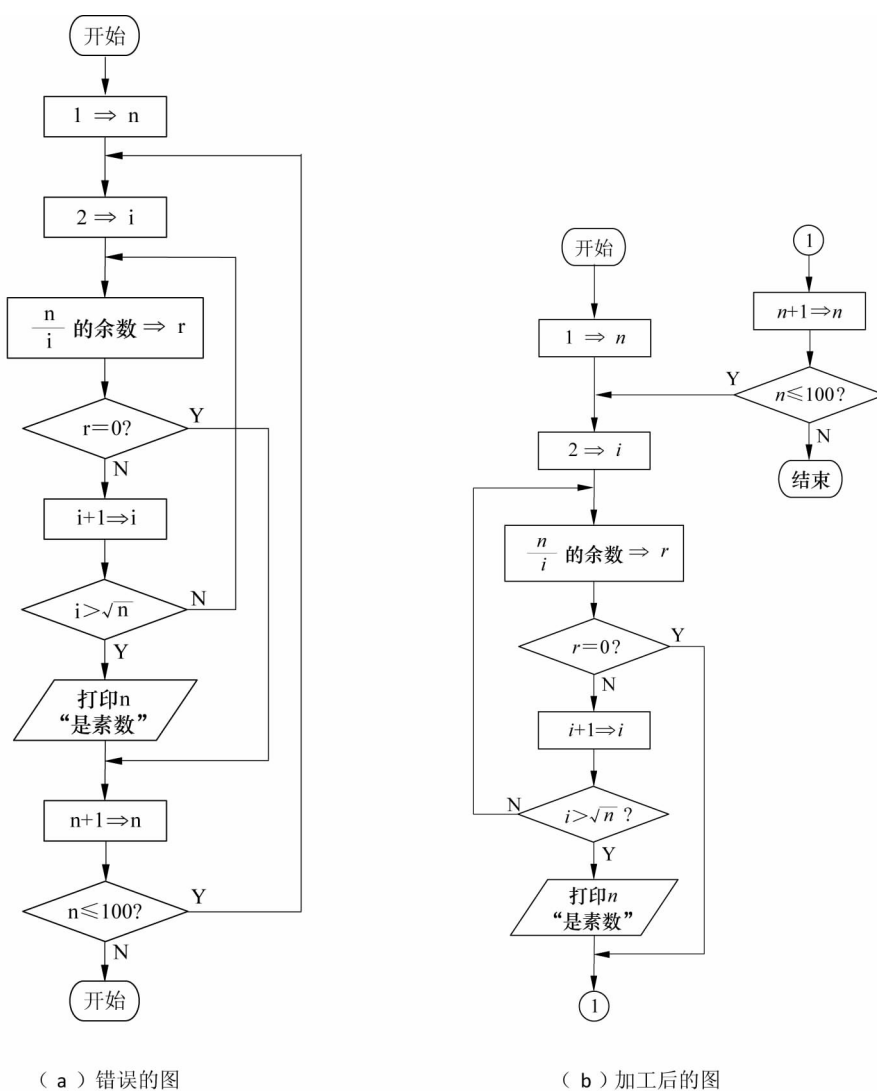 开始
1 ⇒ n
2 ⇒ i
n
i
的余数 ⇒ r
r=0?
Y
N
i+1⇒i
i>√n
N
Y
打印n
“是素数”
n+1⇒n
n≤100?
Y
N
开始
(a)错误的图
开始
1 ⇒ n
2 ⇒ i
n
i
的余数 ⇒ r
r=0?
Y
N
i+1⇒i
N
i>√n ?
Y
打印n
“是素数”
1
1
n+1⇒n
Y
n≤100?
N
结束
(b)加工后的图